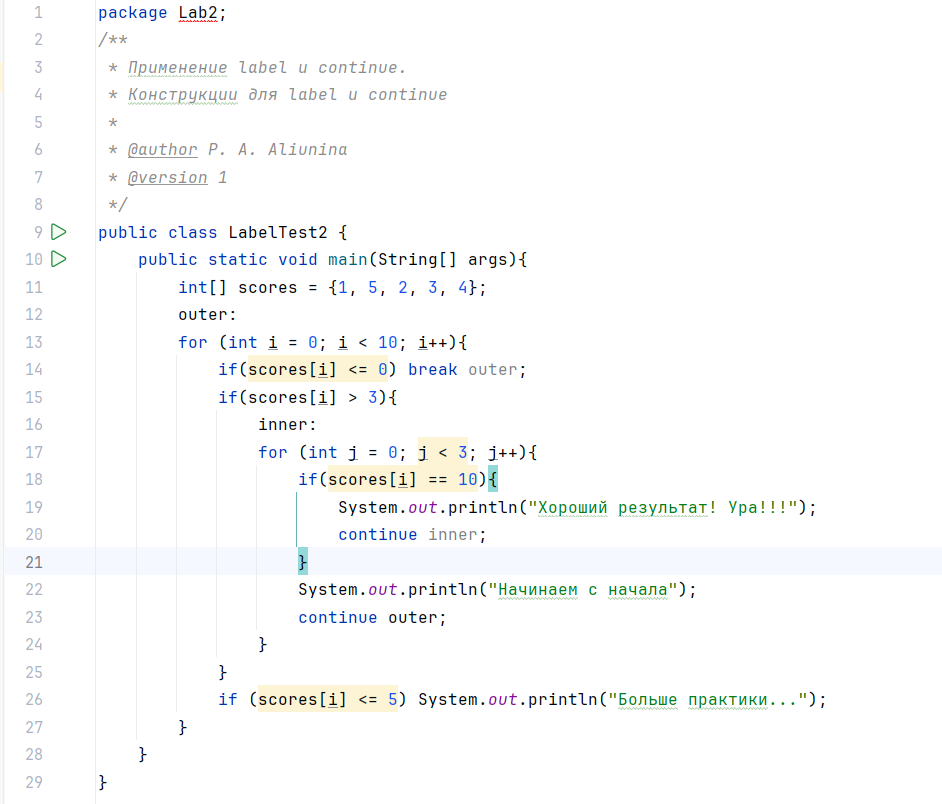 1 package Lab2;
2 /**
3 * Применение label и continue.
4 * Конструкции для label и continue
5 *
6 * @author P. A. Aliunina
7 * @version 1
8 */
9 public class LabelTest2 {
10 public static void main(String[] args){
11 int[] scores = {1, 5, 2, 3, 4};
12 outer:
13 for (int i = 0; i < 10; i++){
14 if(scores[i] <= 0) break outer;
15 if(scores[i] > 3){
16 inner:
17 for (int j = 0; j < 3; j++){
18 if(scores[i] == 10){
19 System.out.println("Хороший результат! Ура!!!");
20 continue inner;
21 }
22 System.out.println("Начинаем с начала");
23 continue outer;
24 }
25 }
26 if (scores[i] <= 5) System.out.println("Больше практики...");
27 }
28 }
29 }